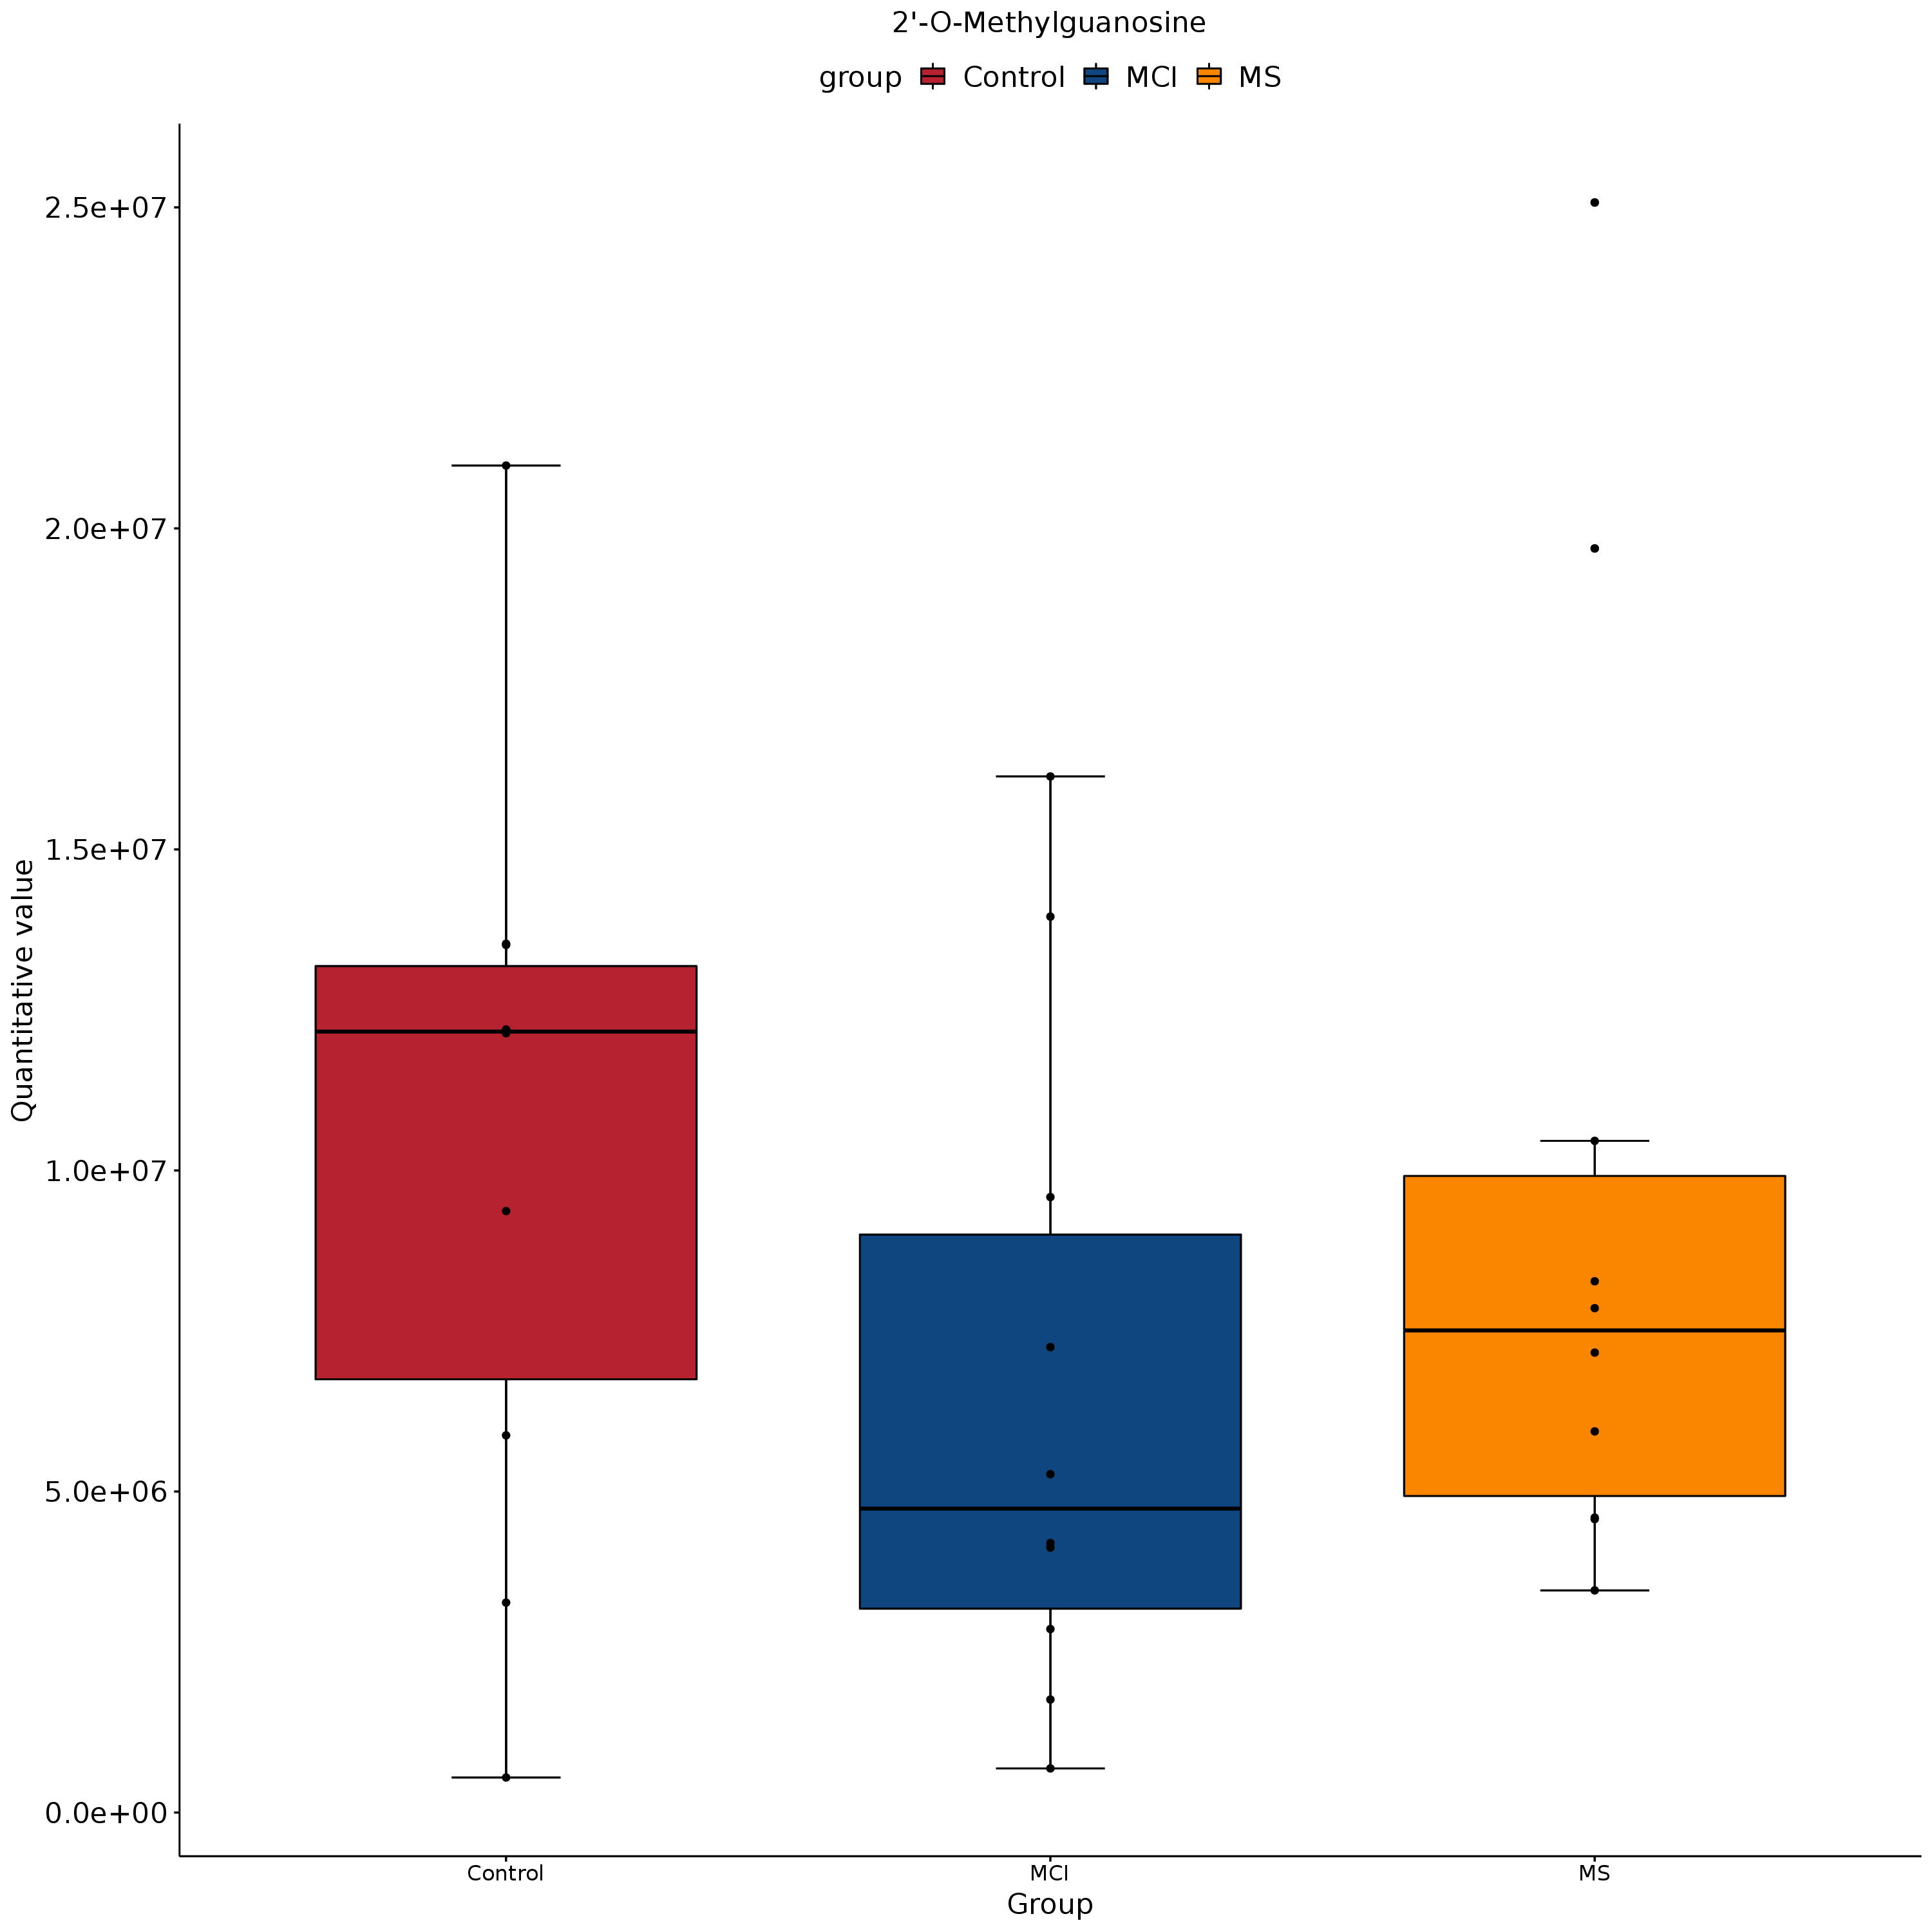 2'-O-Methylguanosine
group Control MCI MS
2.5e+07
2.0e+07
1.5e+07
1.0e+07
5.0e+06
0.0e+00
Quantitative value
Control MCI MS
Group